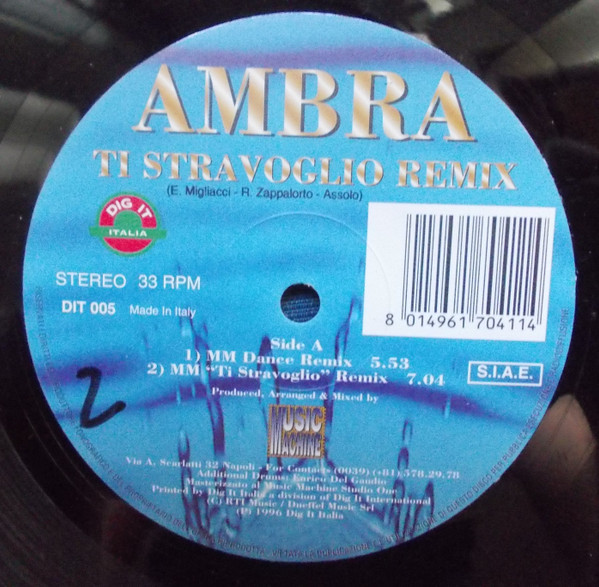 AMBRA
TI STRAVOGLIO REMIX
(E. Migliacci - R. Zappalorto - Assolo)
DIG IT
ITALIA
STEREO 33 RPM
DIT 005 Made in Italy
8 014961 704114
Side A
1) MM Dance Remix 5.53
2) MM "Ti Stravoglio" Remix 7.04
S.I.A.E.
2
Produced, Arranged & Mixed by
MUSIC
MACHINE
Via A. Scarlatti 32 Napoli - For Contacts (0039) (+81) 578.29.78
Additional Drums: Enrico Del Gaudio
Masterizzato al Music Machine Studio One
Printed by Dig It Italia a division of Dig It International
(C) RTI Music / Dueffel Music Srl
(P) 1996 Dig It Italia